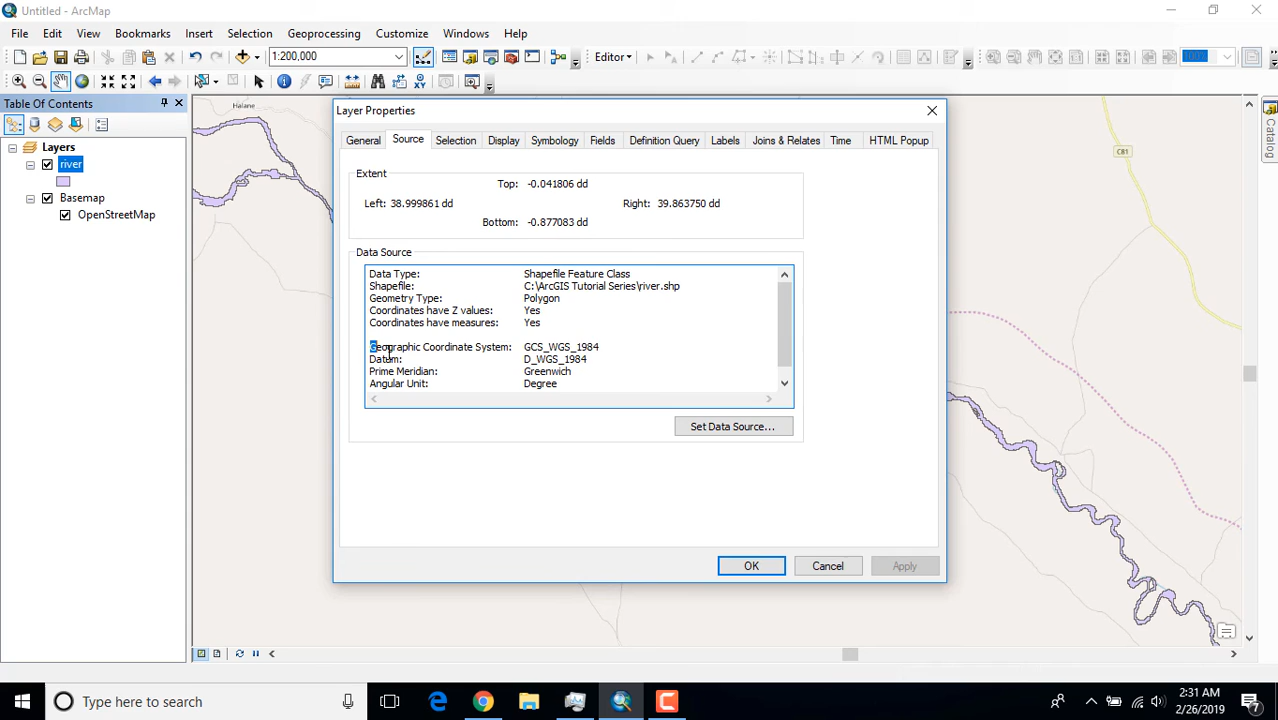 Untitled - ArcMap
File Edit View Bookmarks Insert Selection Geoprocessing Customize Windows Help
1:200,000
Editor
Table Of Contents
Layers
river
Basemap
OpenStreetMap
Halane
C81
Catalog
Layer Properties
General Source Selection Display Symbology Fields Definition Query Labels Joins & Relates Time HTML Popup
Extent
Top: -0.041806 dd
Left: 38.999861 dd Right: 39.863750 dd
Bottom: -0.877083 dd
Data Source
Data Type: Shapefile Feature Class
Shapefile: C:\ArcGIS Tutorial Series\river.shp
Geometry Type: Polygon
Coordinates have Z values: Yes
Coordinates have measures: Yes
Geographic Coordinate System: GCS_WGS_1984
Datum: D_WGS_1984
Prime Meridian: Greenwich
Angular Unit: Degree
Set Data Source...
OK Cancel Apply
Type here to search
2:31 AM
2/26/2019
7